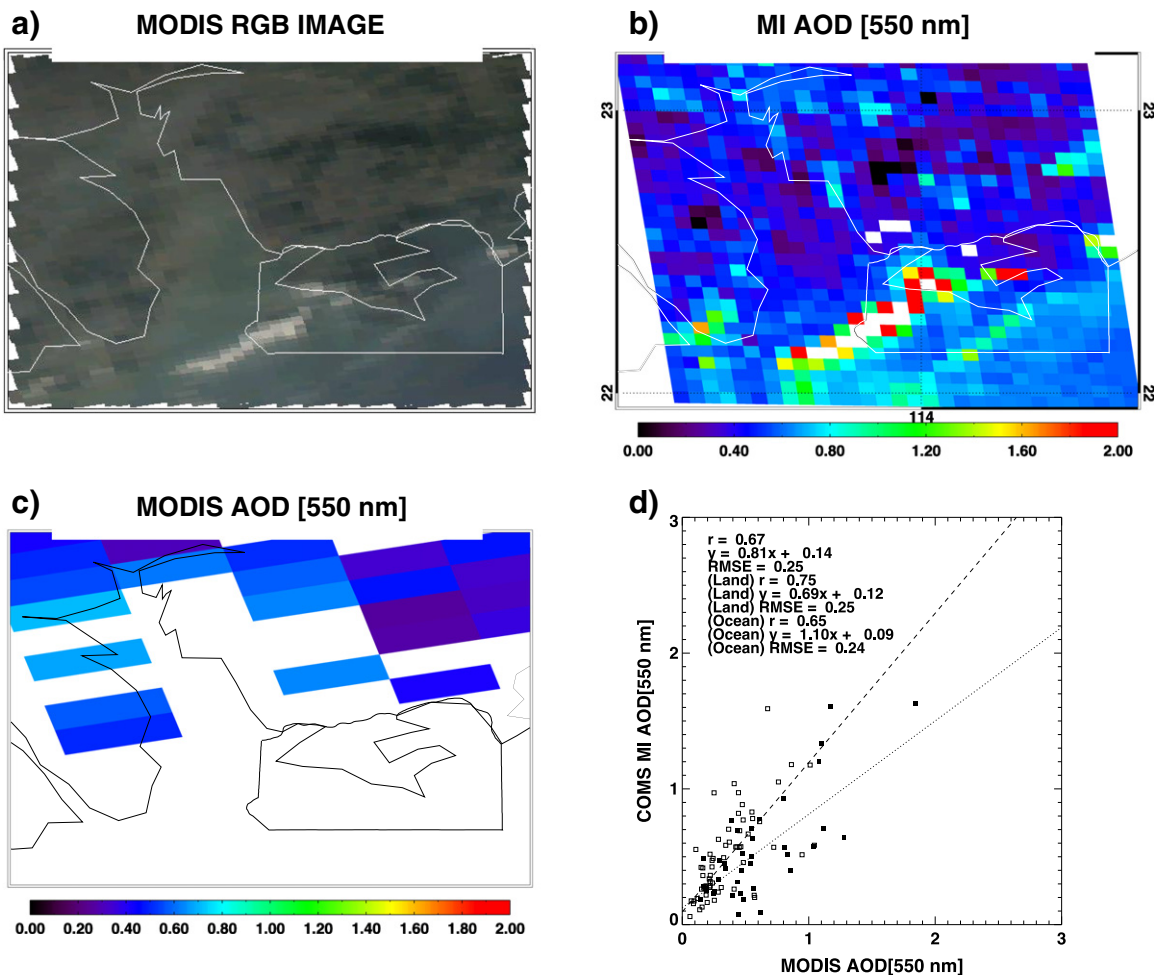 a)
MODIS RGB IMAGE
b)
MI AOD [550 nm]
23
23
22
22
114
0.00 0.40 0.80 1.20 1.60 2.00
c)
MODIS AOD [550 nm]
0.00 0.20 0.40 0.60 0.80 1.00 1.20 1.40 1.60 1.80 2.00
d)
3
r = 0.67
y = 0.81x + 0.14
RMSE = 0.25
(Land) r = 0.75
(Land) y = 0.69x + 0.12
(Land) RMSE = 0.25
(Ocean) r = 0.65
(Ocean) y = 1.10x + 0.09
(Ocean) RMSE = 0.24
2
1
0
COMS MI AOD[550 nm]
0 1 2 3
MODIS AOD[550 nm]